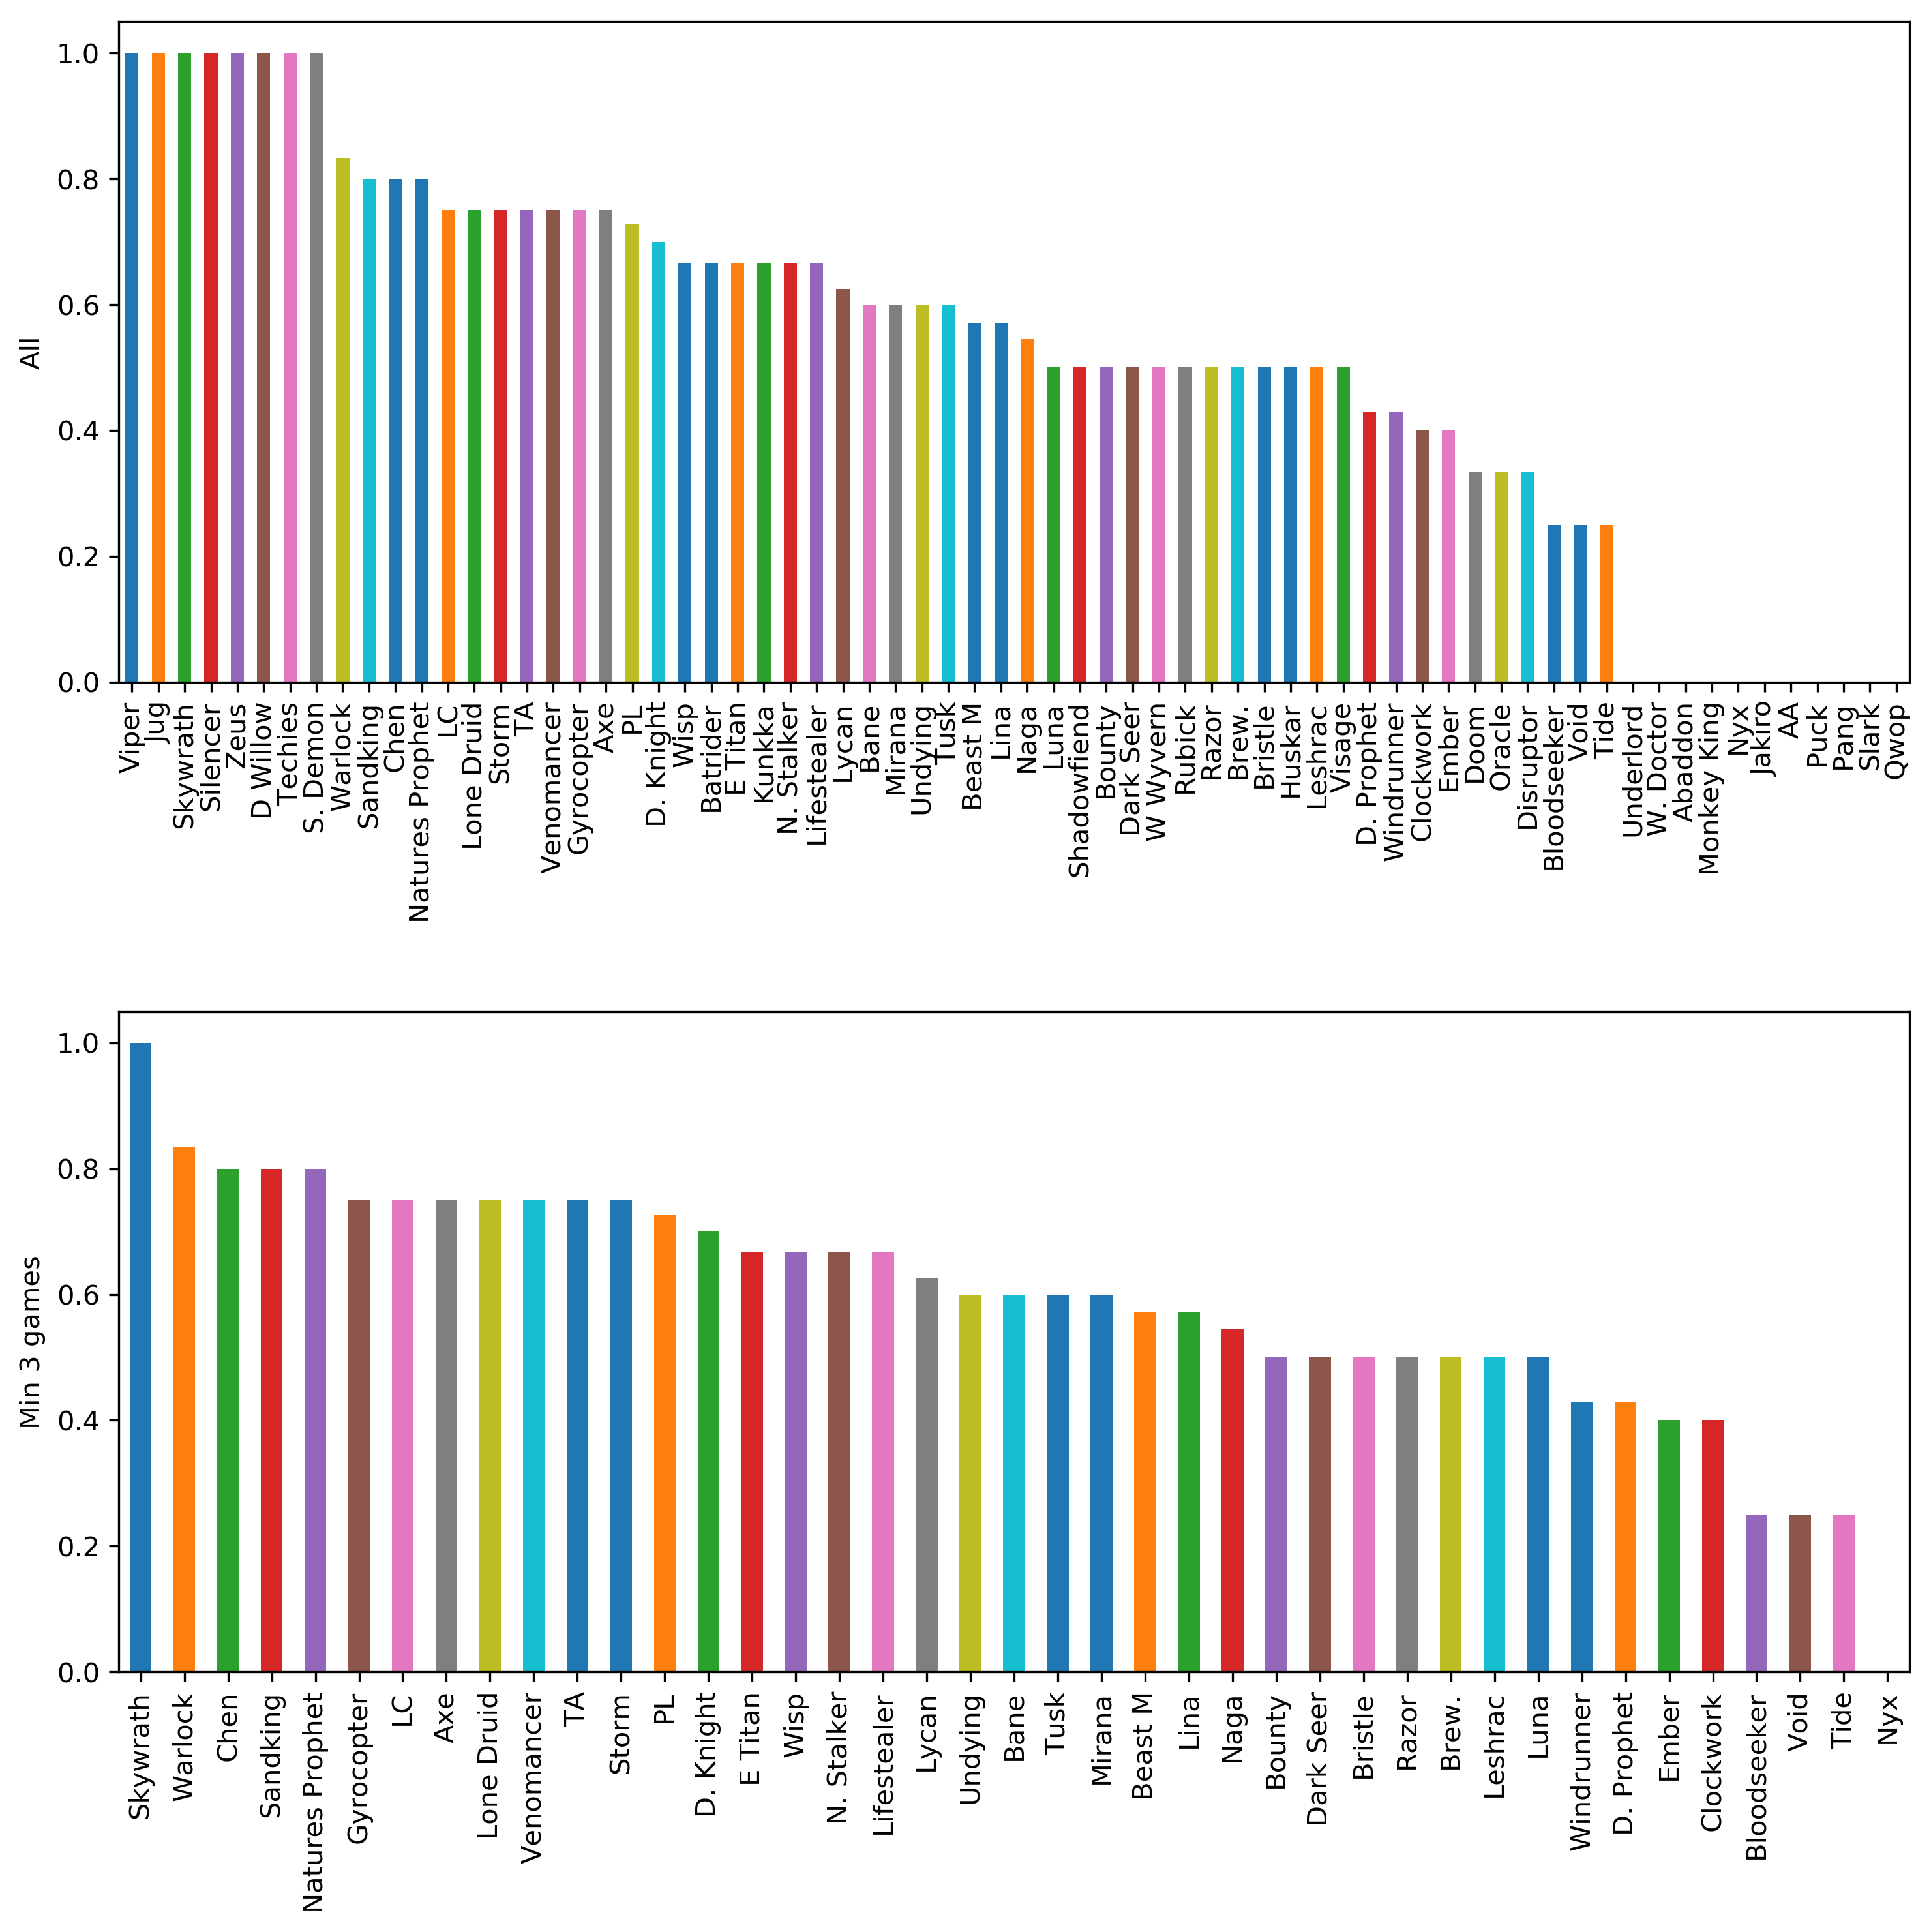 All
1.0
0.8
0.6
0.4
0.2
0.0
Viper
Jug
Skywrath
Silencer
Zeus
D Willow
Techies
S. Demon
Warlock
Sandking
Chen
Natures Prophet
LC
Lone Druid
Storm
TA
Venomancer
Gyrocopter
Axe
PL
D. Knight
Wisp
Batrider
E Titan
Kunkka
N. Stalker
Lifestealer
Lycan
Bane
Mirana
Undying
Tusk
Beast M
Lina
Naga
Luna
Shadowfiend
Bounty
Dark Seer
W Wyvern
Rubick
Razor
Brew.
Bristle
Huskar
Leshrac
Visage
D. Prophet
Windrunner
Clockwork
Ember
Doom
Oracle
Disruptor
Bloodseeker
Void
Tide
Underlord
W. Doctor
Abaddon
Monkey King
Nyx
Jakiro
AA
Puck
Pang
Slark
Qwop
Min 3 games
1.0
0.8
0.6
0.4
0.2
0.0
Skywrath
Warlock
Chen
Sandking
Natures Prophet
Gyrocopter
LC
Axe
Lone Druid
Venomancer
TA
Storm
PL
D. Knight
E Titan
Wisp
N. Stalker
Lifestealer
Lycan
Undying
Bane
Tusk
Mirana
Beast M
Lina
Naga
Bounty
Dark Seer
Bristle
Razor
Brew.
Leshrac
Luna
Windrunner
D. Prophet
Ember
Clockwork
Bloodseeker
Void
Tide
Nyx